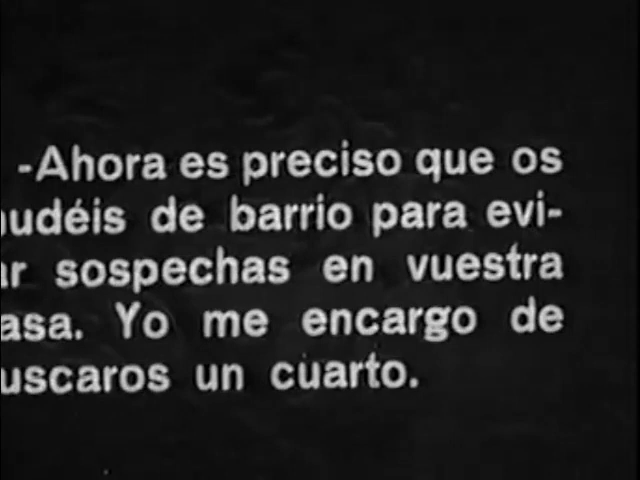 -Ahora es preciso que os
udéis de barrio para evi-
ar sospechas en vuestra
asa. Yo me encargo de
uscaros un cuarto.